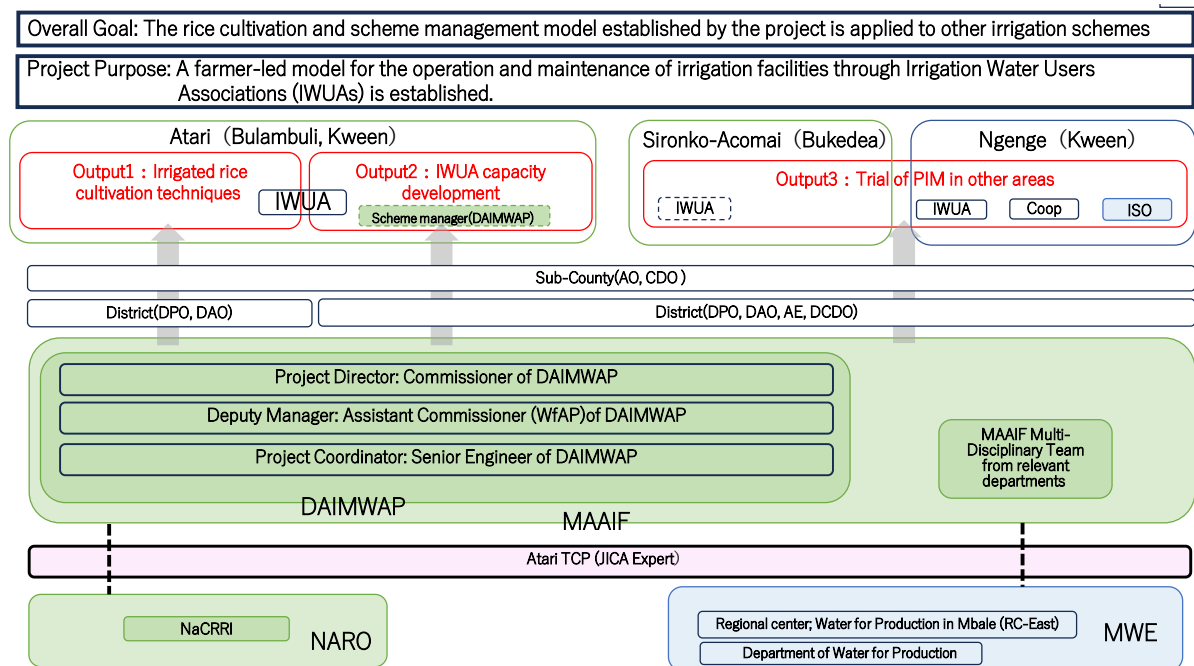 Overall Goal: The rice cultivation and scheme management model established by the project is applied to other irrigation schemes
Project Purpose: A farmer-led model for the operation and maintenance of irrigation facilities through Irrigation Water Users
Associations (IWUAs) is established.
Atari（Bulambuli, Kween）
Output1：Irrigated rice
cultivation techniques
Output2：IWUA capacity
development
IWUA
Scheme manager(DAIMWAP)
Sironko-Acomai（Bukedea）
Ngenge（Kween）
Output3：Trial of PIM in other areas
IWUA
IWUA
Coop
ISO
Sub-County(AO, CDO )
District(DPO, DAO)
District(DPO, DAO, AE, DCDO)
Project Director: Commissioner of DAIMWAP
Deputy Manager: Assistant Commissioner (WfAP)of DAIMWAP
Project Coordinator: Senior Engineer of DAIMWAP
DAIMWAP
MAAIF Multi-
Disciplinary Team
from relevant
departments
MAAIF
Atari TCP (JICA Expert）
NaCRRI
NARO
Regional center; Water for Production in Mbale (RC-East)
Department of Water for Production
MWE